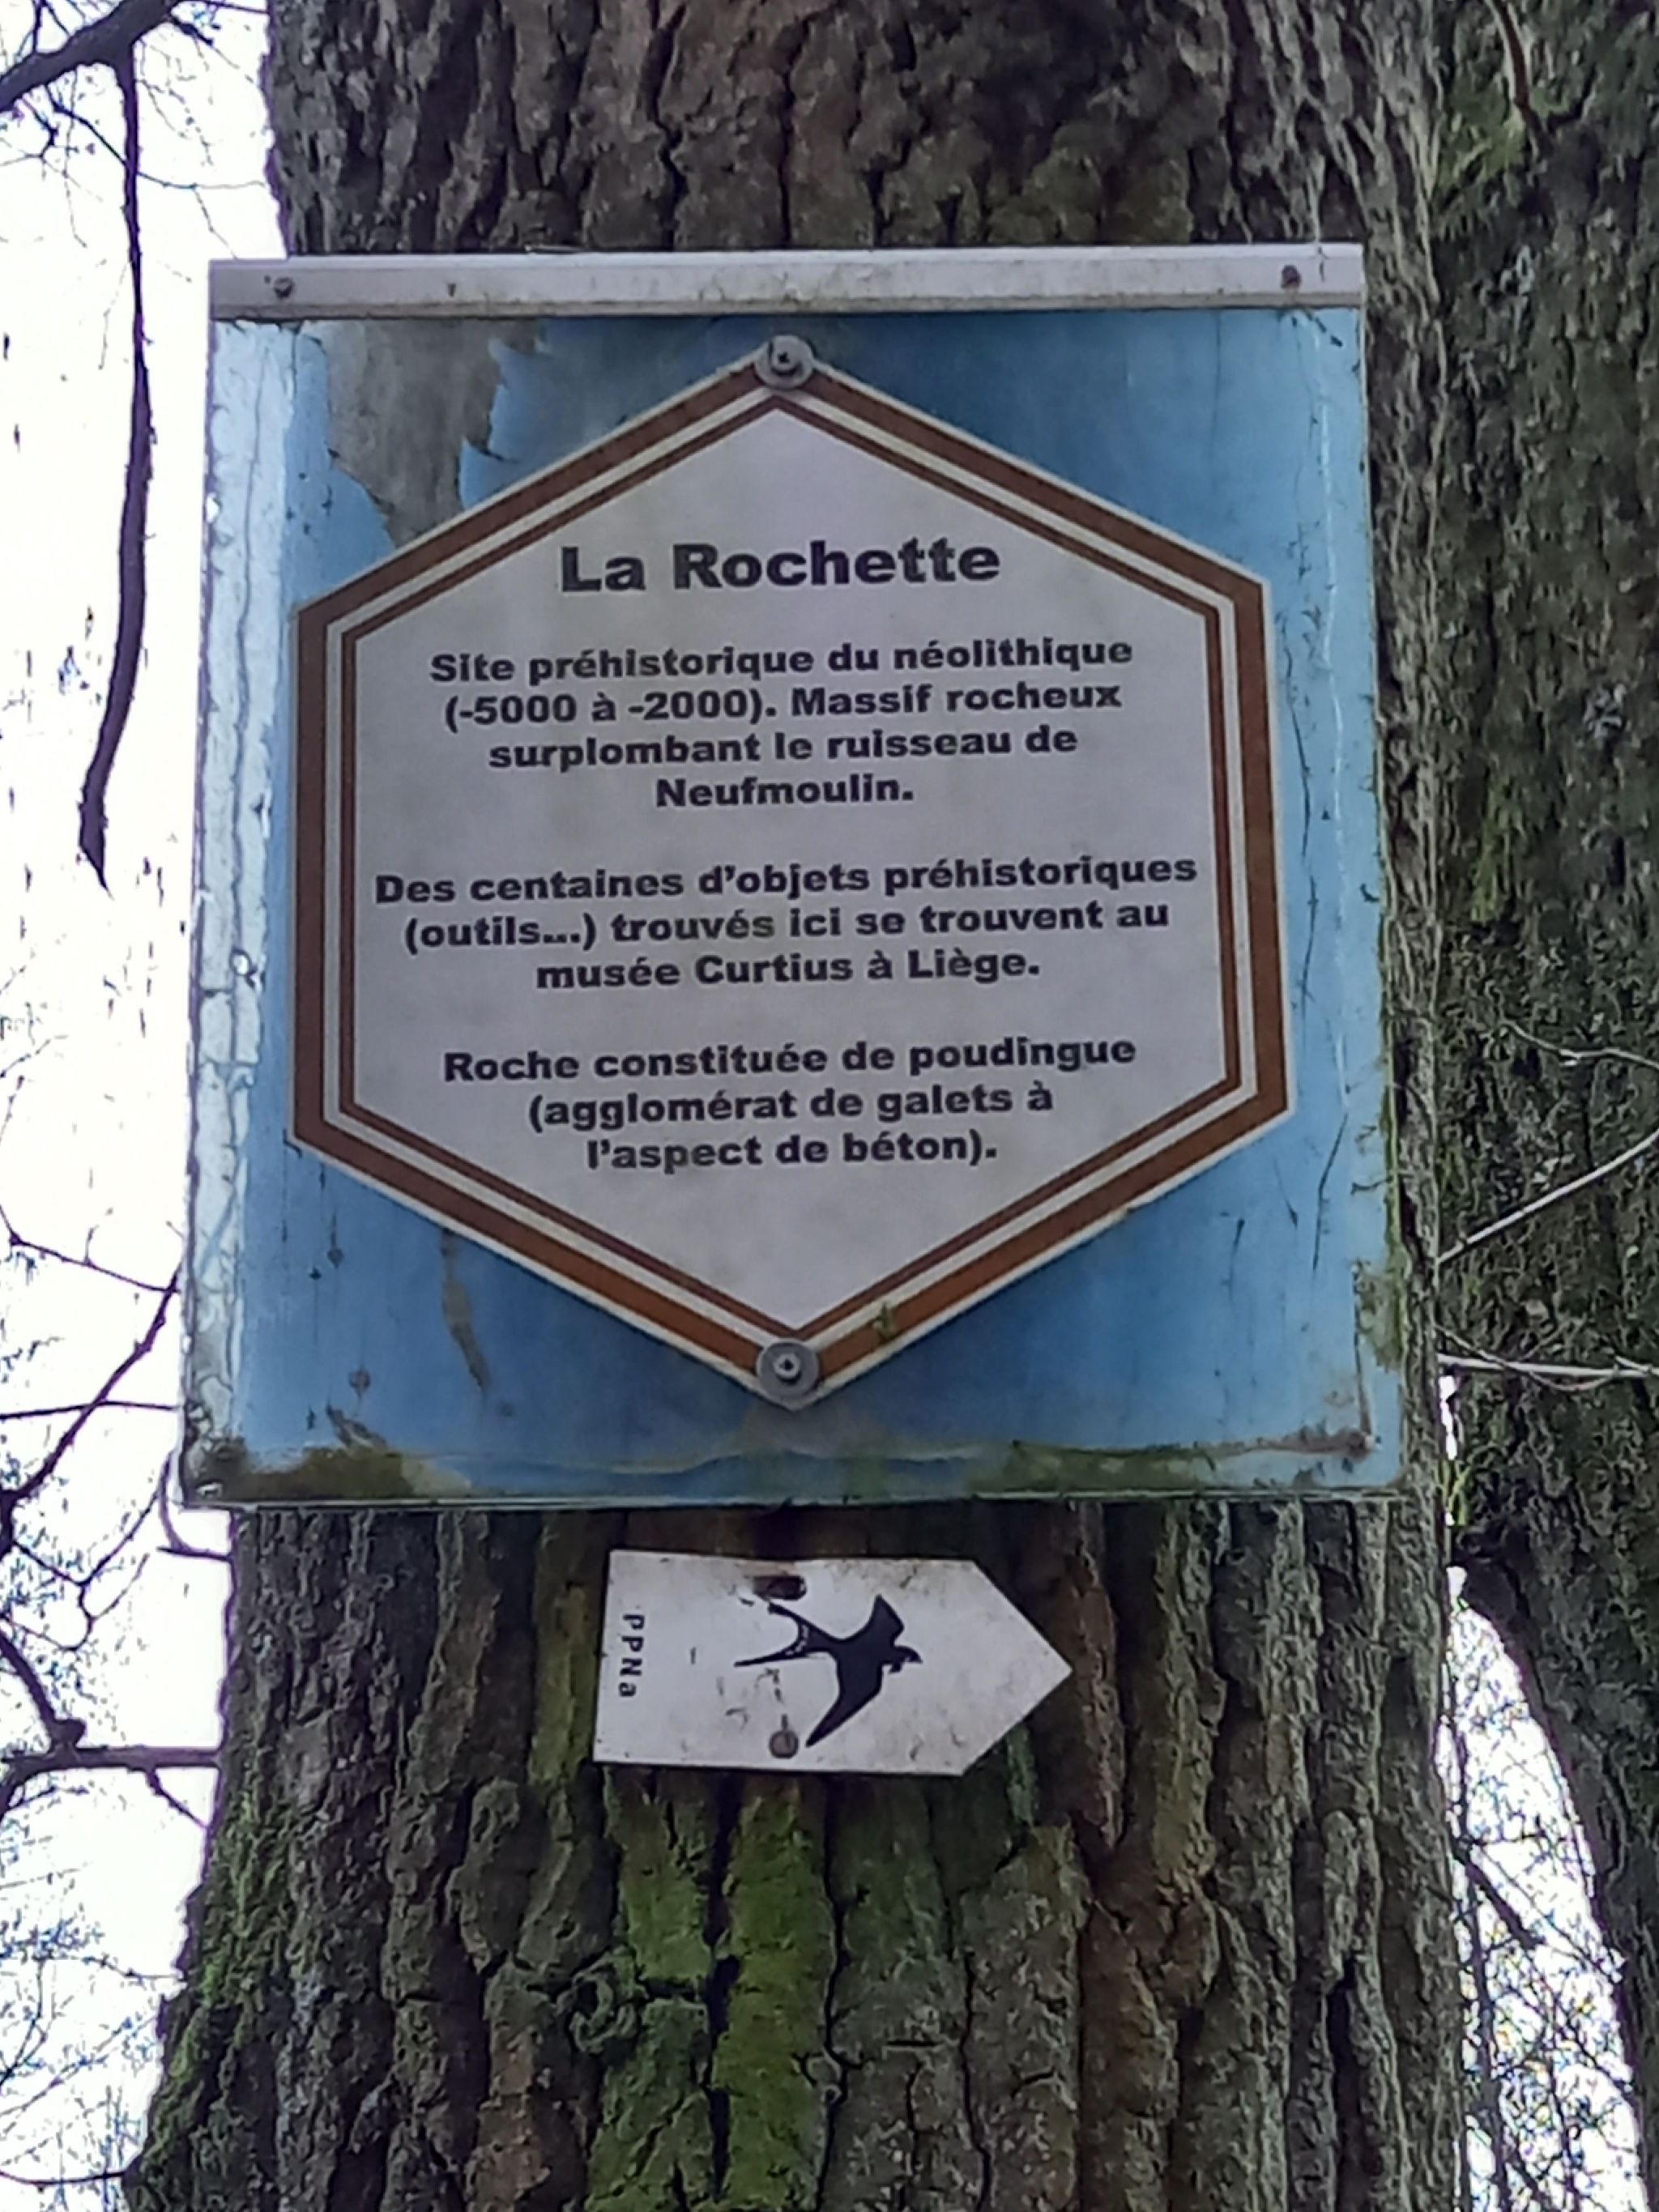 La Rochette
Site préhistorique du néolithique
(-5000 à -2000). Massif rocheux
surplombant le ruisseau de
Neufmoulin.
Des centaines d'objets préhistoriques
(outils...) trouvés ici se trouvent au
musée Curtius à Liège.
Roche constituée de poudingue
(agglomérat de galets à
l'aspect de béton).
PPNa